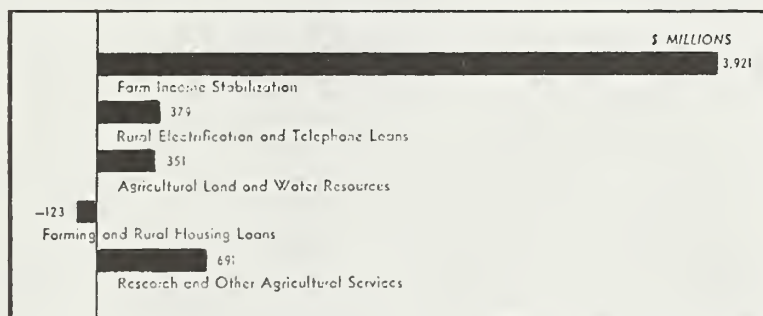 $ MILLIONS
3,921
Farm Income Stabilization
379
Rural Electrification and Telephone Loans
351
Agricultural Land and Water Resources
–123
Farming and Rural Housing Loans
691
Research and Other Agricultural Services